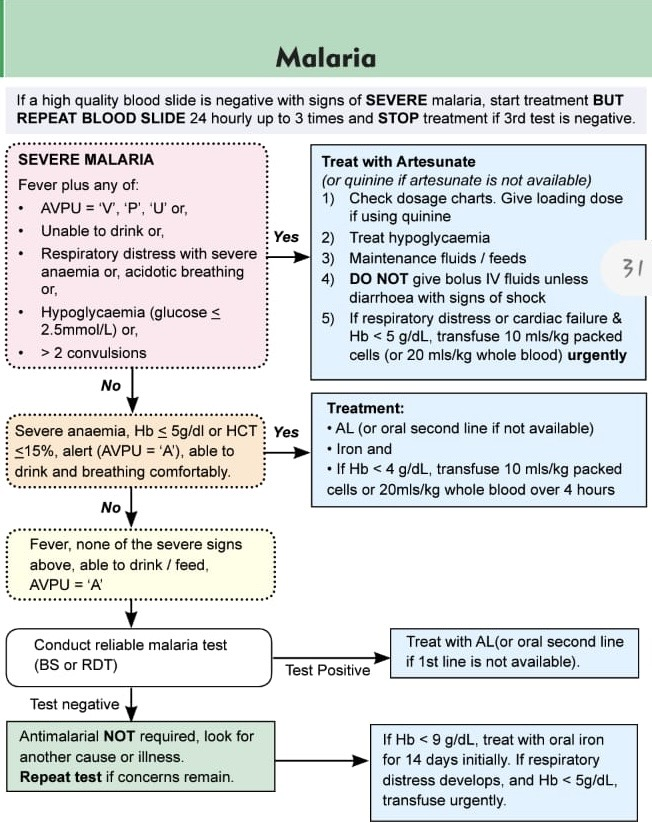 Malaria
If a high quality blood slide is negative with signs of SEVERE malaria, start treatment BUT
REPEAT BLOOD SLIDE 24 hourly up to 3 times and STOP treatment if 3rd test is negative.
SEVERE MALARIA
Fever plus any of:
• AVPU = ‘V’, ‘P’, ‘U’ or,
• Unable to drink or,
• Respiratory distress with severe
anaemia or, acidotic breathing
or,
• Hypoglycaemia (glucose ≤
2.5mmol/L) or,
• > 2 convulsions
Yes
Treat with Artesunate
(or quinine if artesunate is not available)
1) Check dosage charts. Give loading dose
if using quinine
2) Treat hypoglycaemia
3) Maintenance fluids / feeds
4) DO NOT give bolus IV fluids unless
diarrhoea with signs of shock
5) If respiratory distress or cardiac failure &
Hb < 5 g/dL, transfuse 10 mls/kg packed
cells (or 20 mls/kg whole blood) urgently
31
No
Severe anaemia, Hb ≤ 5g/dl or HCT
≤15%, alert (AVPU = ‘A’), able to
drink and breathing comfortably.
Yes
Treatment:
• AL (or oral second line if not available)
• Iron and
• If Hb < 4 g/dL, transfuse 10 mls/kg packed
cells or 20mls/kg whole blood over 4 hours
No
Fever, none of the severe signs
above, able to drink / feed,
AVPU = ‘A’
Conduct reliable malaria test
(BS or RDT)
Test Positive
Treat with AL(or oral second line
if 1st line is not available).
Test negative
Antimalarial NOT required, look for
another cause or illness.
Repeat test if concerns remain.
If Hb < 9 g/dL, treat with oral iron
for 14 days initially. If respiratory
distress develops, and Hb < 5g/dL,
transfuse urgently.